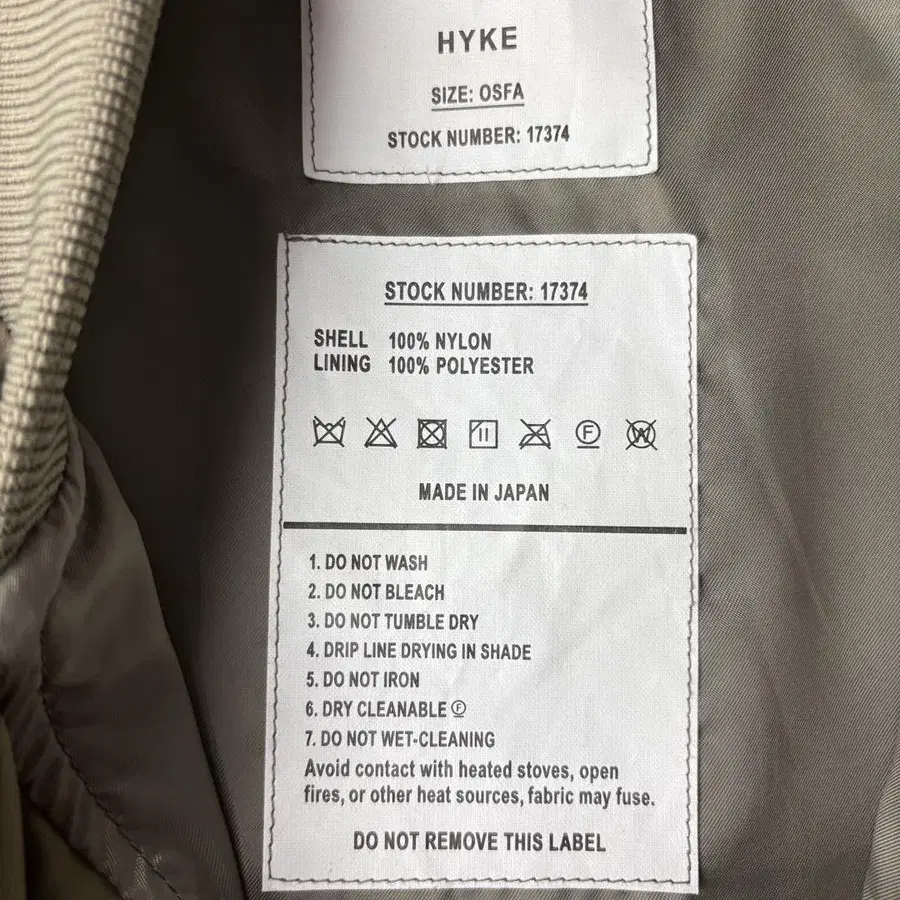 HYKE
SIZE: OSFA
STOCK NUMBER: 17374
STOCK NUMBER: 17374
SHELL 100% NYLON
LINING 100% POLYESTER
F W
MADE IN JAPAN
1. DO NOT WASH
2. DO NOT BLEACH
3. DO NOT TUMBLE DRY
4. DRIP LINE DRYING IN SHADE
5. DO NOT IRON
6. DRY CLEANABLE Ⓕ
7. DO NOT WET-CLEANING
Avoid contact with heated stoves, open
fires, or other heat sources, fabric may fuse.
DO NOT REMOVE THIS LABEL